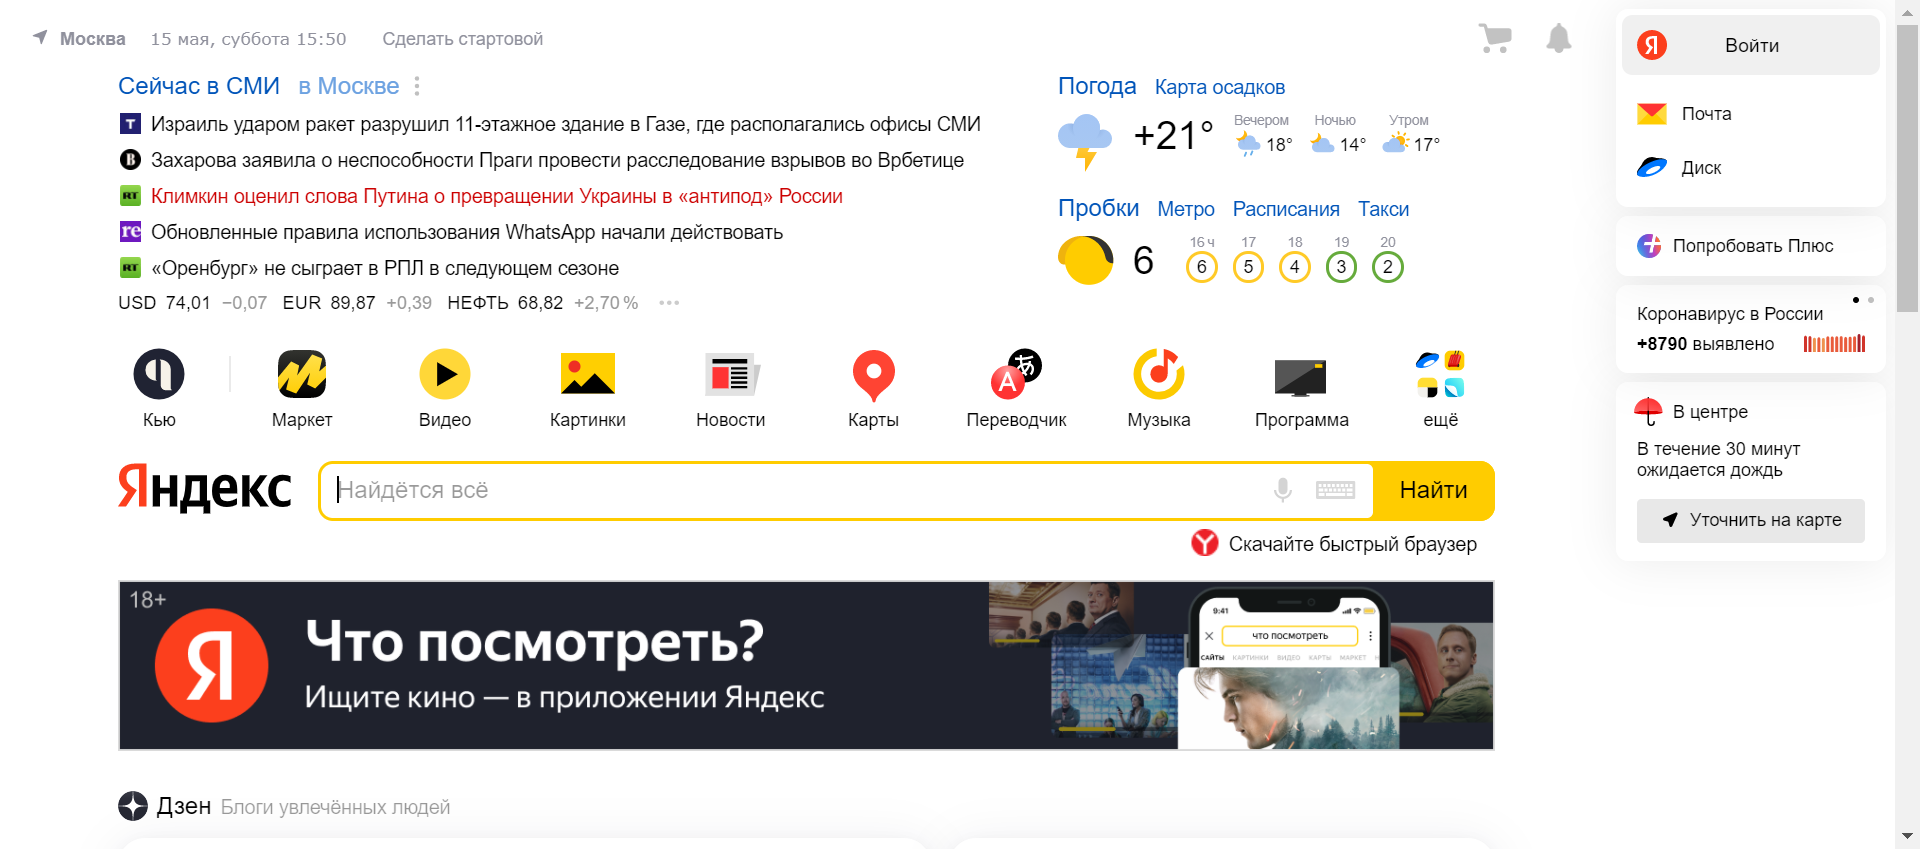 Москва 15 мая, суббота 15:50 Сделать стартовой
Сейчас в СМИ в Москве
Израиль ударом ракет разрушил 11-этажное здание в Газе, где располагались офисы СМИ
Захарова заявила о неспособности Праги провести расследование взрывов во Врбетице
Климкин оценил слова Путина о превращении Украины в «антипод» России
Обновленные правила использования WhatsApp начали действовать
«Оренбург» не сыграет в РПЛ в следующем сезоне
USD 74,01 −0,07 EUR 89,87 +0,39 НЕФТЬ 68,82 +2,70 %
Погода Карта осадков
+21° Вечером 18° Ночью 14° Утром 17°
Пробки Метро Расписания Такси
6
16 ч 17 18 19 20
6 5 4 3 2
Войти
Почта
Диск
Попробовать Плюс
Коронавирус в России
+8790 выявлено
В центре
В течение 30 минут
ожидается дождь
Уточнить на карте
Кью Маркет Видео Картинки Новости Карты Переводчик Музыка Программа ещё
Яндекс Найдётся всё Найти
Скачайте быстрый браузер
18+
Я
Что посмотреть?
Ищите кино — в приложении Яндекс
9:41
что посмотреть
САЙТЫ КАРТИНКИ ВИДЕО КАРТЫ МАРКЕТ
Дзен Блоги увлечённых людей